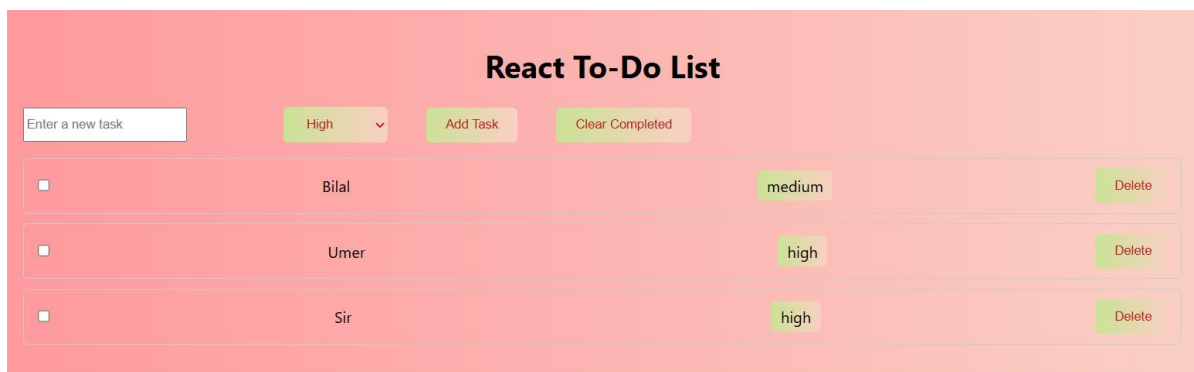 React To-Do List
Enter a new task High Add Task Clear Completed
Bilal medium Delete
Umer high Delete
Sir high Delete